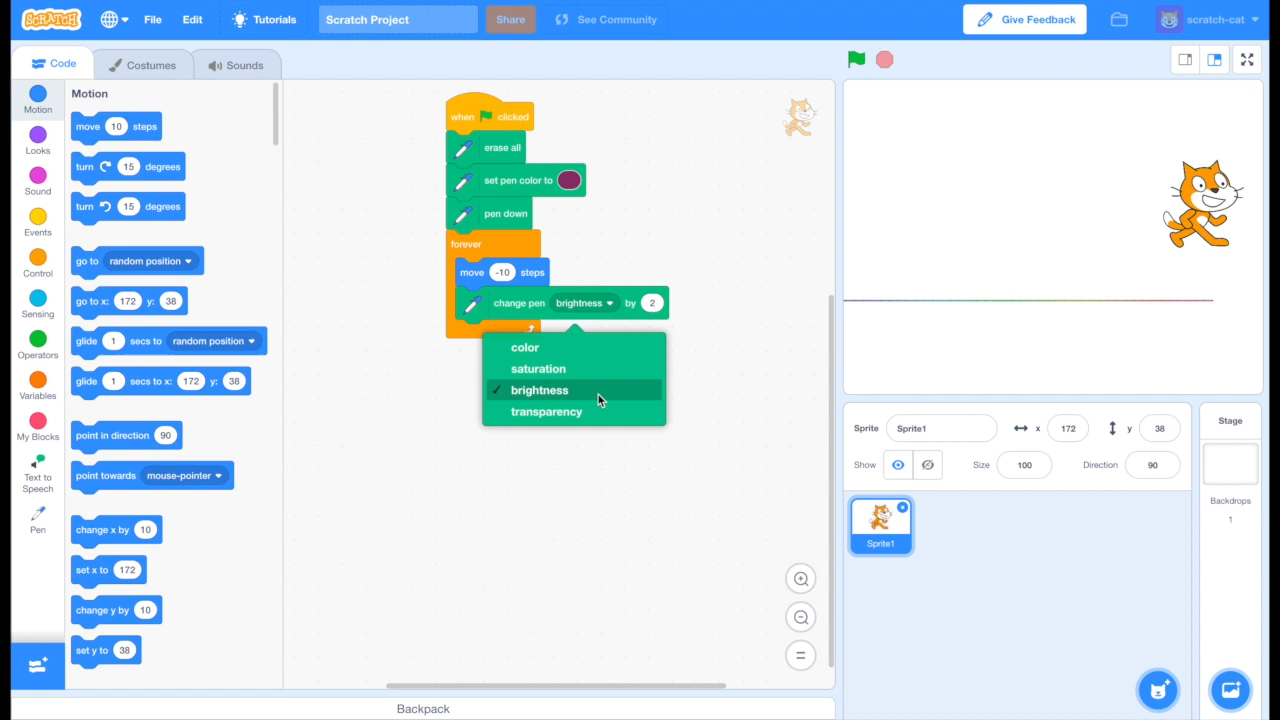 SCRATCH
File
Edit
Tutorials
Scratch Project
Share
See Community
Give Feedback
scratch-cat
Code
Costumes
Sounds
Motion
Looks
Sound
Events
Control
Sensing
Operators
Variables
My Blocks
Text to
Speech
Pen
Motion
move 10 steps
turn 15 degrees
turn 15 degrees
go to random position
go to x: 172 y: 38
glide 1 secs to random position
glide 1 secs to x: 172 y: 38
point in direction 90
point towards mouse-pointer
change x by 10
set x to 172
change y by 10
set y to 38
when clicked
erase all
set pen color to
pen down
forever
move -10 steps
change pen brightness by 2
color
saturation
✓ brightness
transparency
Backpack
Sprite Sprite1 x 172 y 38
Show Size 100 Direction 90
Sprite1
Stage
Backdrops
1